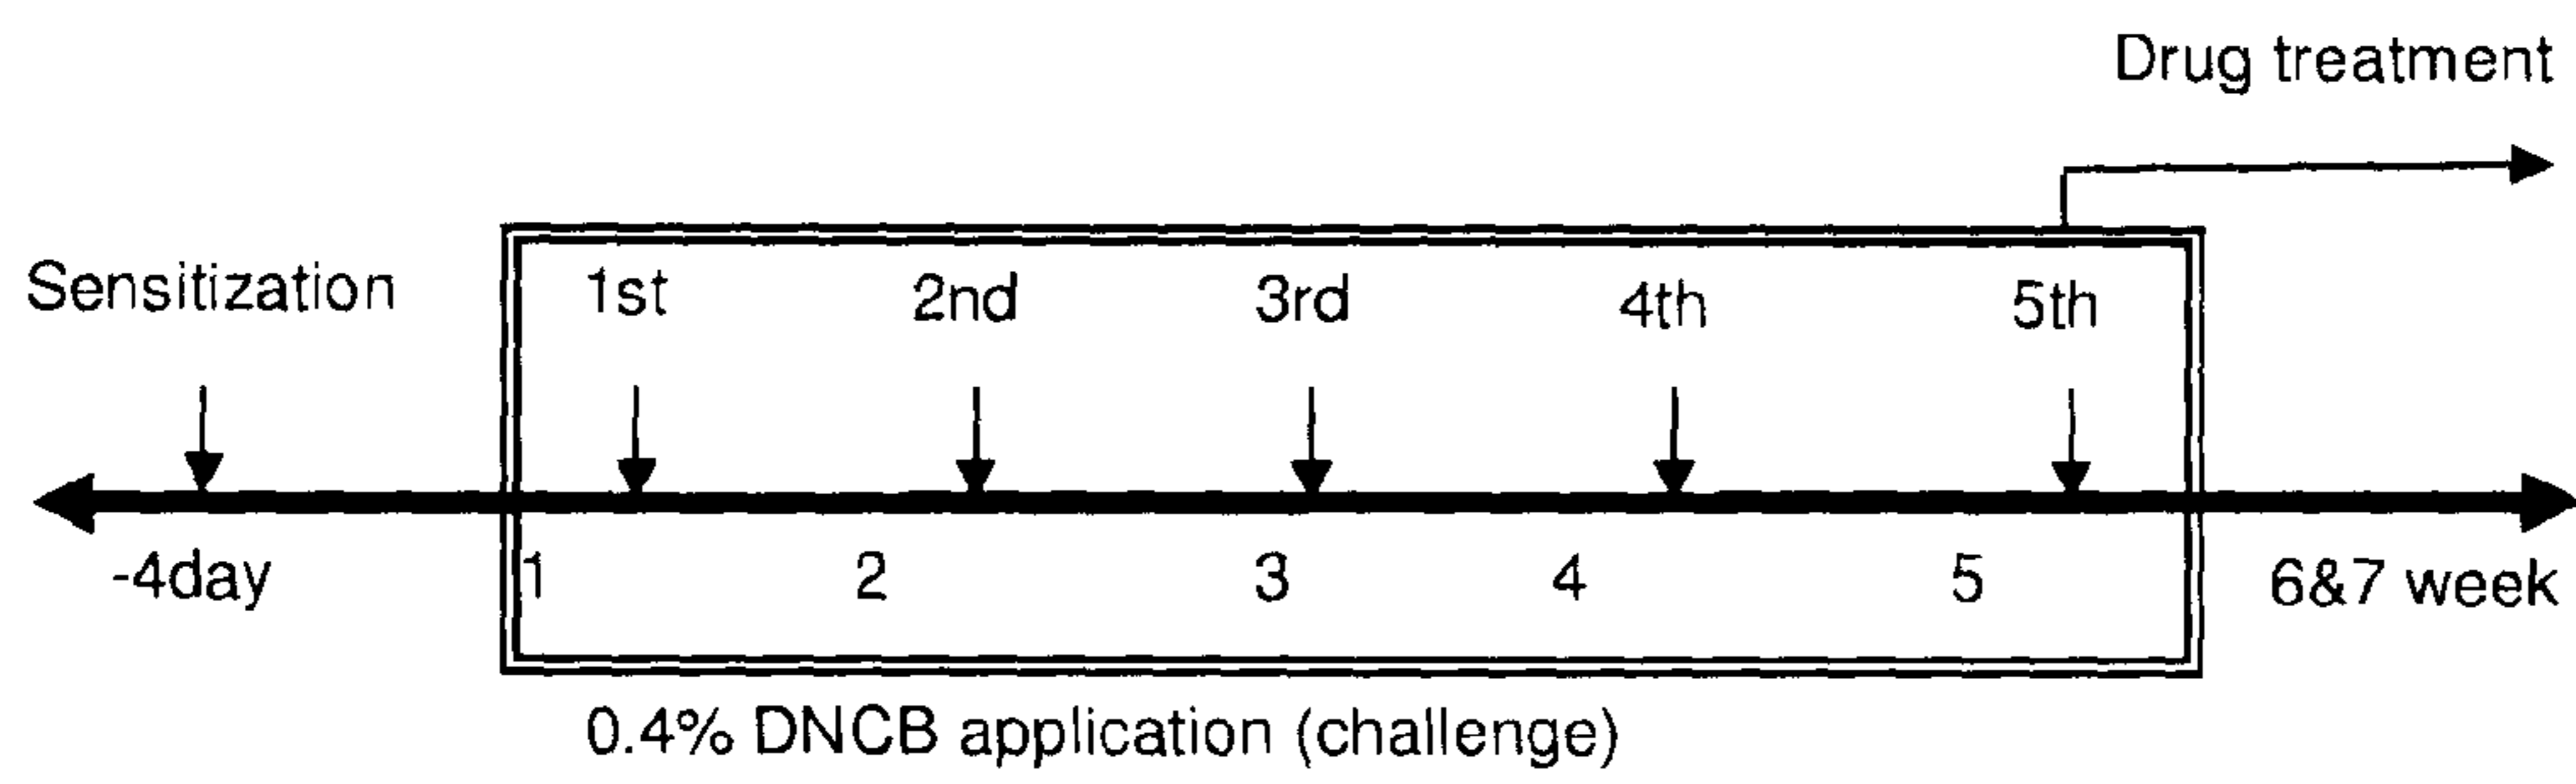 Drug treatment
Sensitization 1st 2nd 3rd 4th 5th
-4day 1 2 3 4 5 6&7 week
0.4% DNCB application (challenge)